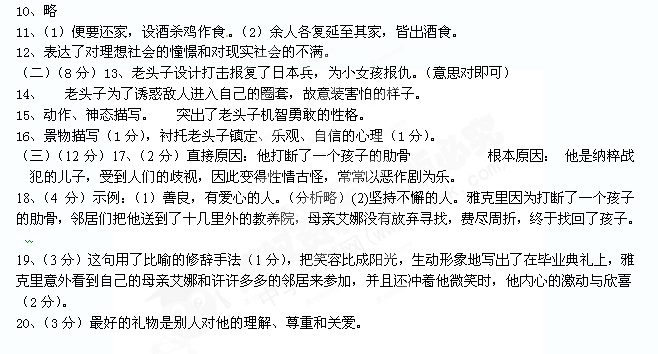 10、略
11、(1）便要还家，设酒杀鸡作食。(2）余人各复延至其家，皆出酒食。
12、表达了对理想社会的憧憬和对现实社会的不满。
(二）(8 分）13、老头子设计打击报复了日本兵，为小女孩报仇。(意思对即可）
14、 老头子为了诱惑敌人进入自己的圈套，故意装害怕的样子。
15、动作、神态描写。 突出了老头子机智勇敢的性格。
16、景物描写（1 分），衬托老头子镇定、乐观、自信的心理（1 分）。
(三）(12 分）17、(2 分）直接原因：他打断了一个孩子的肋骨 根本原因： 他是纳粹战
犯的儿子，受到人们的歧视，因此变得性情古怪，常常以恶作剧为乐。
18、(4 分）示例：(1）善良，有爱心的人。(分析略）(2)坚持不懈的人。雅克里因为打断了一个孩子
的肋骨，邻居们把他送到了十几里外的教养院，母亲艾娜没有放弃寻找，费尽周折，终于找回了孩子。
19、(3 分）这句用了比喻的修辞手法（1 分），把笑容比成阳光，生动形象地写出了在毕业典礼上，雅
克里意外看到自己的母亲艾娜和许许多多的邻居来参加，并且还冲着他微笑时，他内心的激动与欣喜
(2 分）。
20、(3 分）最好的礼物是别人对他的理解、尊重和关爱。